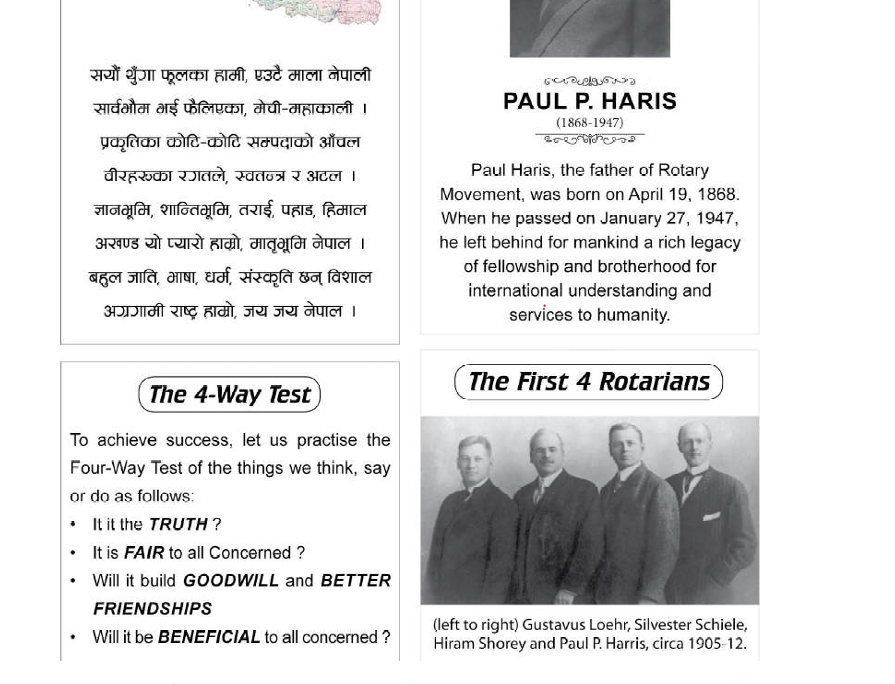 सयौँ थुँगा फूलका हामी, एउटै माला नेपाली
सार्वभौम भई फैलिएका, मेची-महाकाली ।
प्रकृतिका कोटि-कोटि सम्पदाको आँचल
वीरहरूका रगतले, स्वतन्त्र र अटल ।
ज्ञानभूमि, शान्तिभूमि, तराई, पहाड, हिमाल
अखण्ड यो प्यारो हाम्रो, मातृभूमि नेपाल ।
बहुल जाति, भाषा, धर्म, संस्कृति छन् विशाल
अग्रगामी राष्ट्र हाम्रो, जय जय नेपाल ।
The 4-Way Test
To achieve success, let us practise the
Four-Way Test of the things we think, say
or do as follows:
• It it the TRUTH ?
• It is FAIR to all Concerned ?
• Will it build GOODWILL and BETTER
FRIENDSHIPS
• Will it be BENEFICIAL to all concerned ?
PAUL P. HARIS
(1868-1947)
Paul Haris, the father of Rotary
Movement, was born on April 19, 1868.
When he passed on January 27, 1947,
he left behind for mankind a rich legacy
of fellowship and brotherhood for
international understanding and
services to humanity.
The First 4 Rotarians
(left to right) Gustavus Loehr, Silvester Schiele,
Hiram Shorey and Paul P. Harris, circa 1905-12.